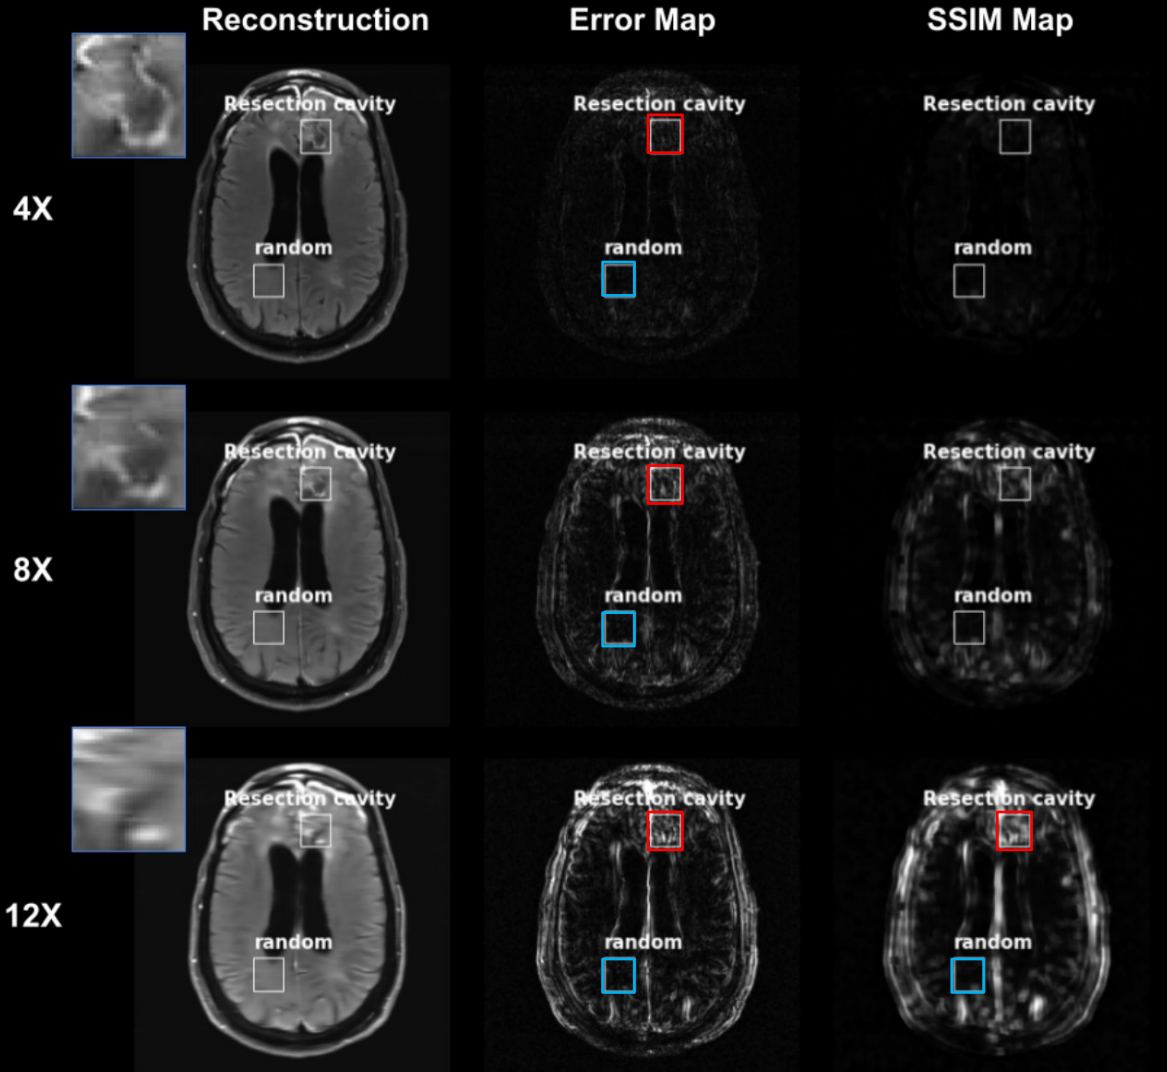 Reconstruction Error Map SSIM Map
Resection cavity Resection cavity Resection cavity
4X
random random random
Resection cavity Resection cavity Resection cavity
8X
random random random
Resection cavity Resection cavity Resection cavity
12X
random random random